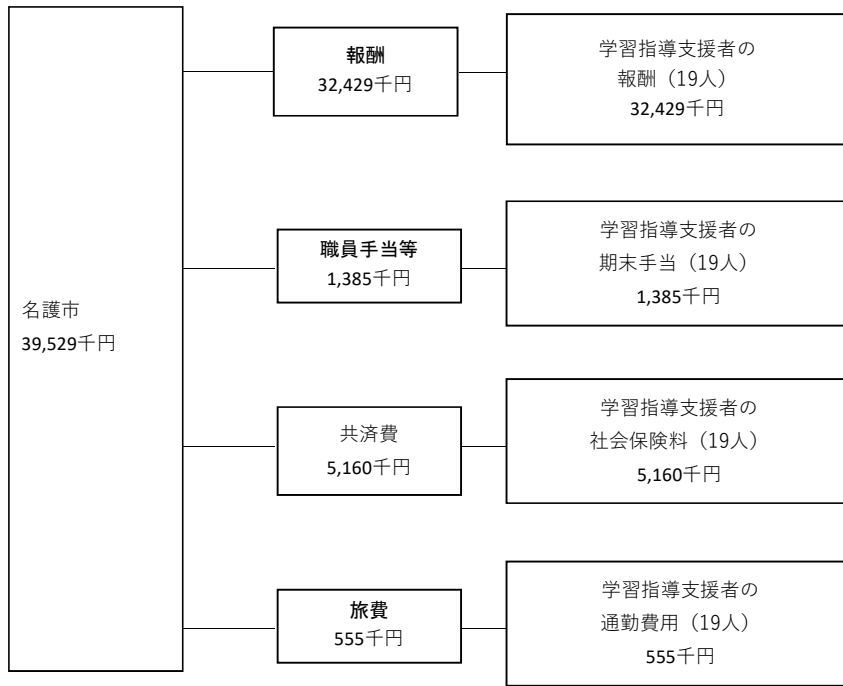 報酬
32,429千円
学習指導支援者の
報酬（19人）
32,429千円
職員手当等
1,385千円
学習指導支援者の
期末手当（19人）
1,385千円
名護市
39,529千円
共済費
5,160千円
学習指導支援者の
社会保険料（19人）
5,160千円
旅費
555千円
学習指導支援者の
通勤費用（19人）
555千円